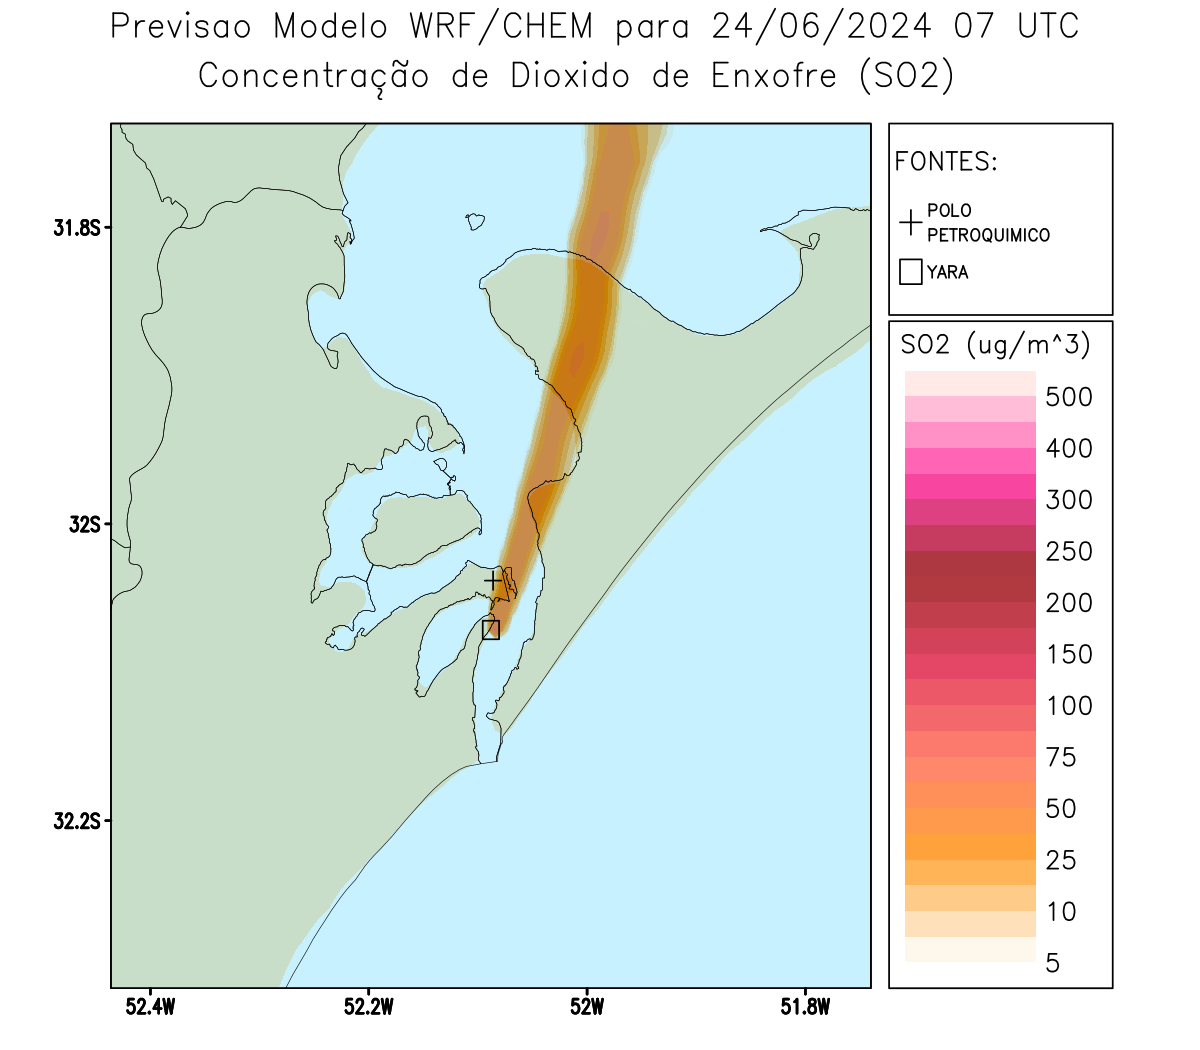 Previsao Modelo WRF/CHEM para 24/06/2024 07 UTC
Concentração de Dioxido de Enxofre (SO2)
FONTES:
POLO
PETROQUIMICO
YARA
31.8S
32S
32.2S
52.4W
52.2W
52W
51.8W
SO2 (ug/m^3)
500
400
300
250
200
150
100
75
50
25
10
5